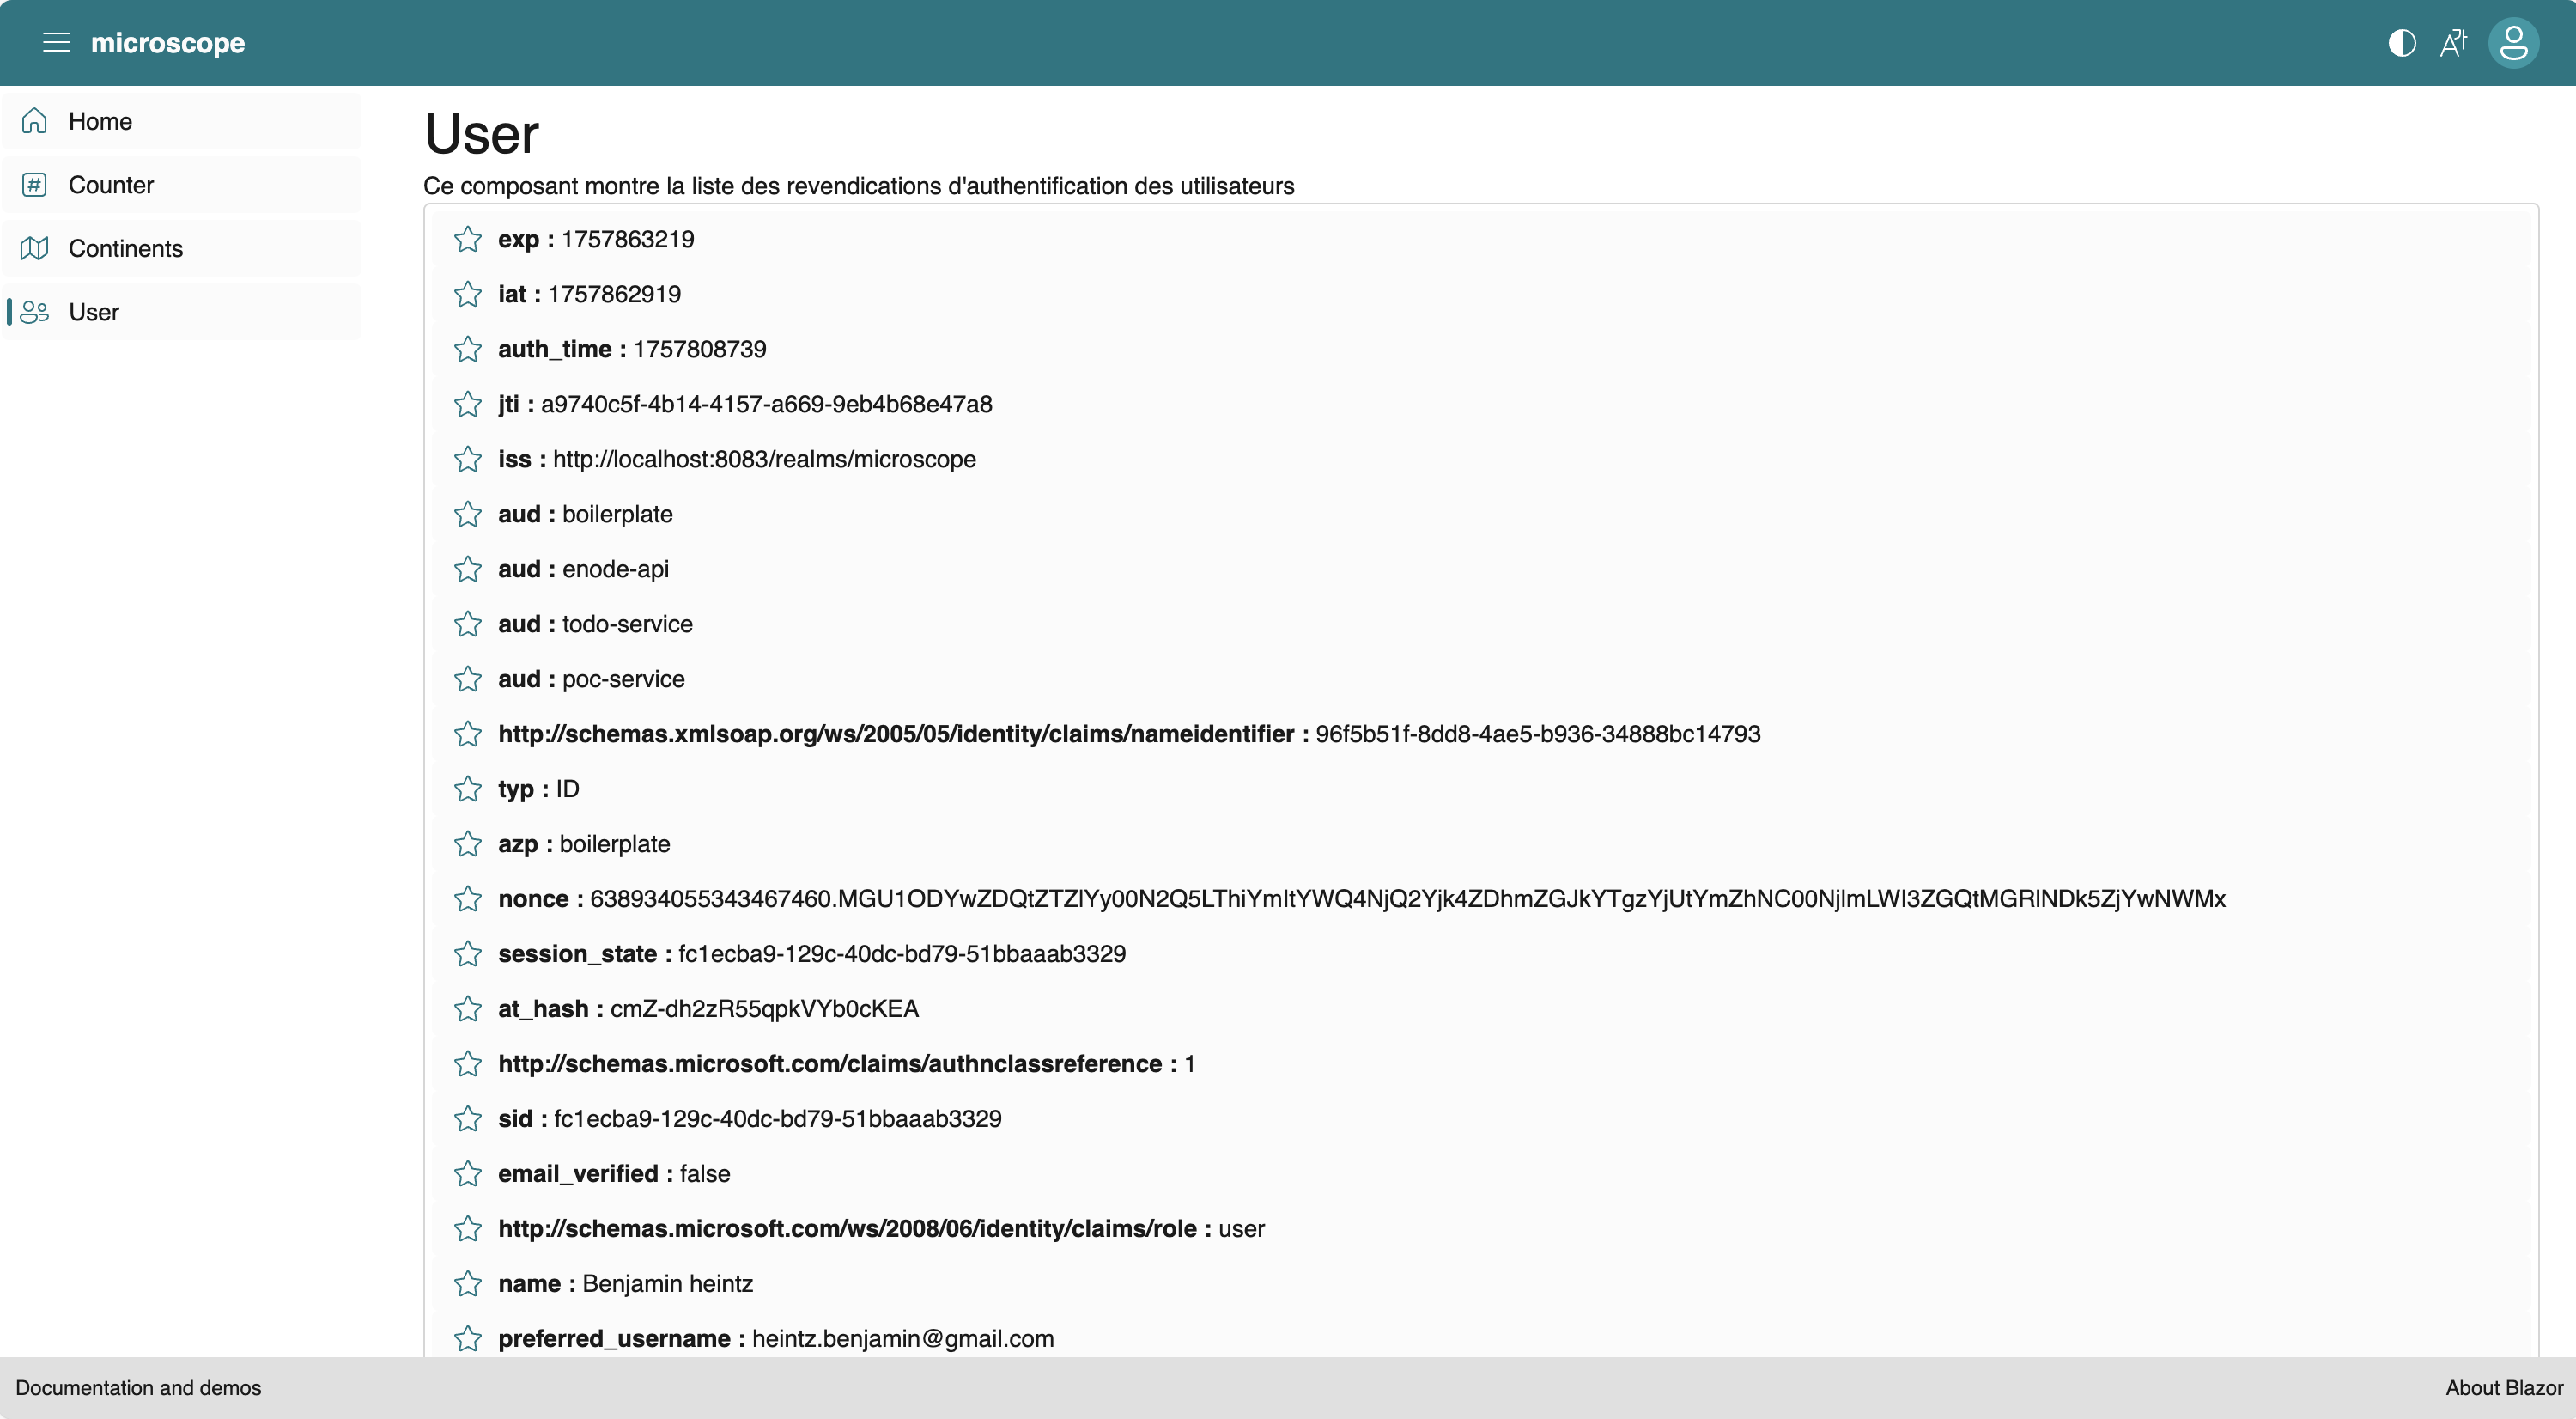 microscope
Home
Counter
Continents
User
User
Ce composant montre la liste des revendications d'authentification des utilisateurs
exp : 1757863219
iat : 1757862919
auth_time : 1757808739
jti : a9740c5f-4b14-4157-a669-9eb4b68e47a8
iss : http://localhost:8083/realms/microscope
aud : boilerplate
aud : enode-api
aud : todo-service
aud : poc-service
http://schemas.xmlsoap.org/ws/2005/05/identity/claims/nameidentifier : 96f5b51f-8dd8-4ae5-b936-34888bc14793
typ : ID
azp : boilerplate
nonce : 638934055343467460.MGU1ODYwZDQtZTZlYy00N2Q5LThiYmItYWQ4NjQ2Yjk4ZDhmZGJkYTgzYjUtYmZhNC00NjlmLWI3ZGQtMGRlNDk5ZjYwNWMx
session_state : fc1ecba9-129c-40dc-bd79-51bbaaab3329
at_hash : cmZ-dh2zR55qpkVYb0cKEA
http://schemas.microsoft.com/claims/authnclassreference : 1
sid : fc1ecba9-129c-40dc-bd79-51bbaaab3329
email_verified : false
http://schemas.microsoft.com/ws/2008/06/identity/claims/role : user
name : Benjamin heintz
preferred_username : heintz.benjamin@gmail.com
Documentation and demos
About Blazor